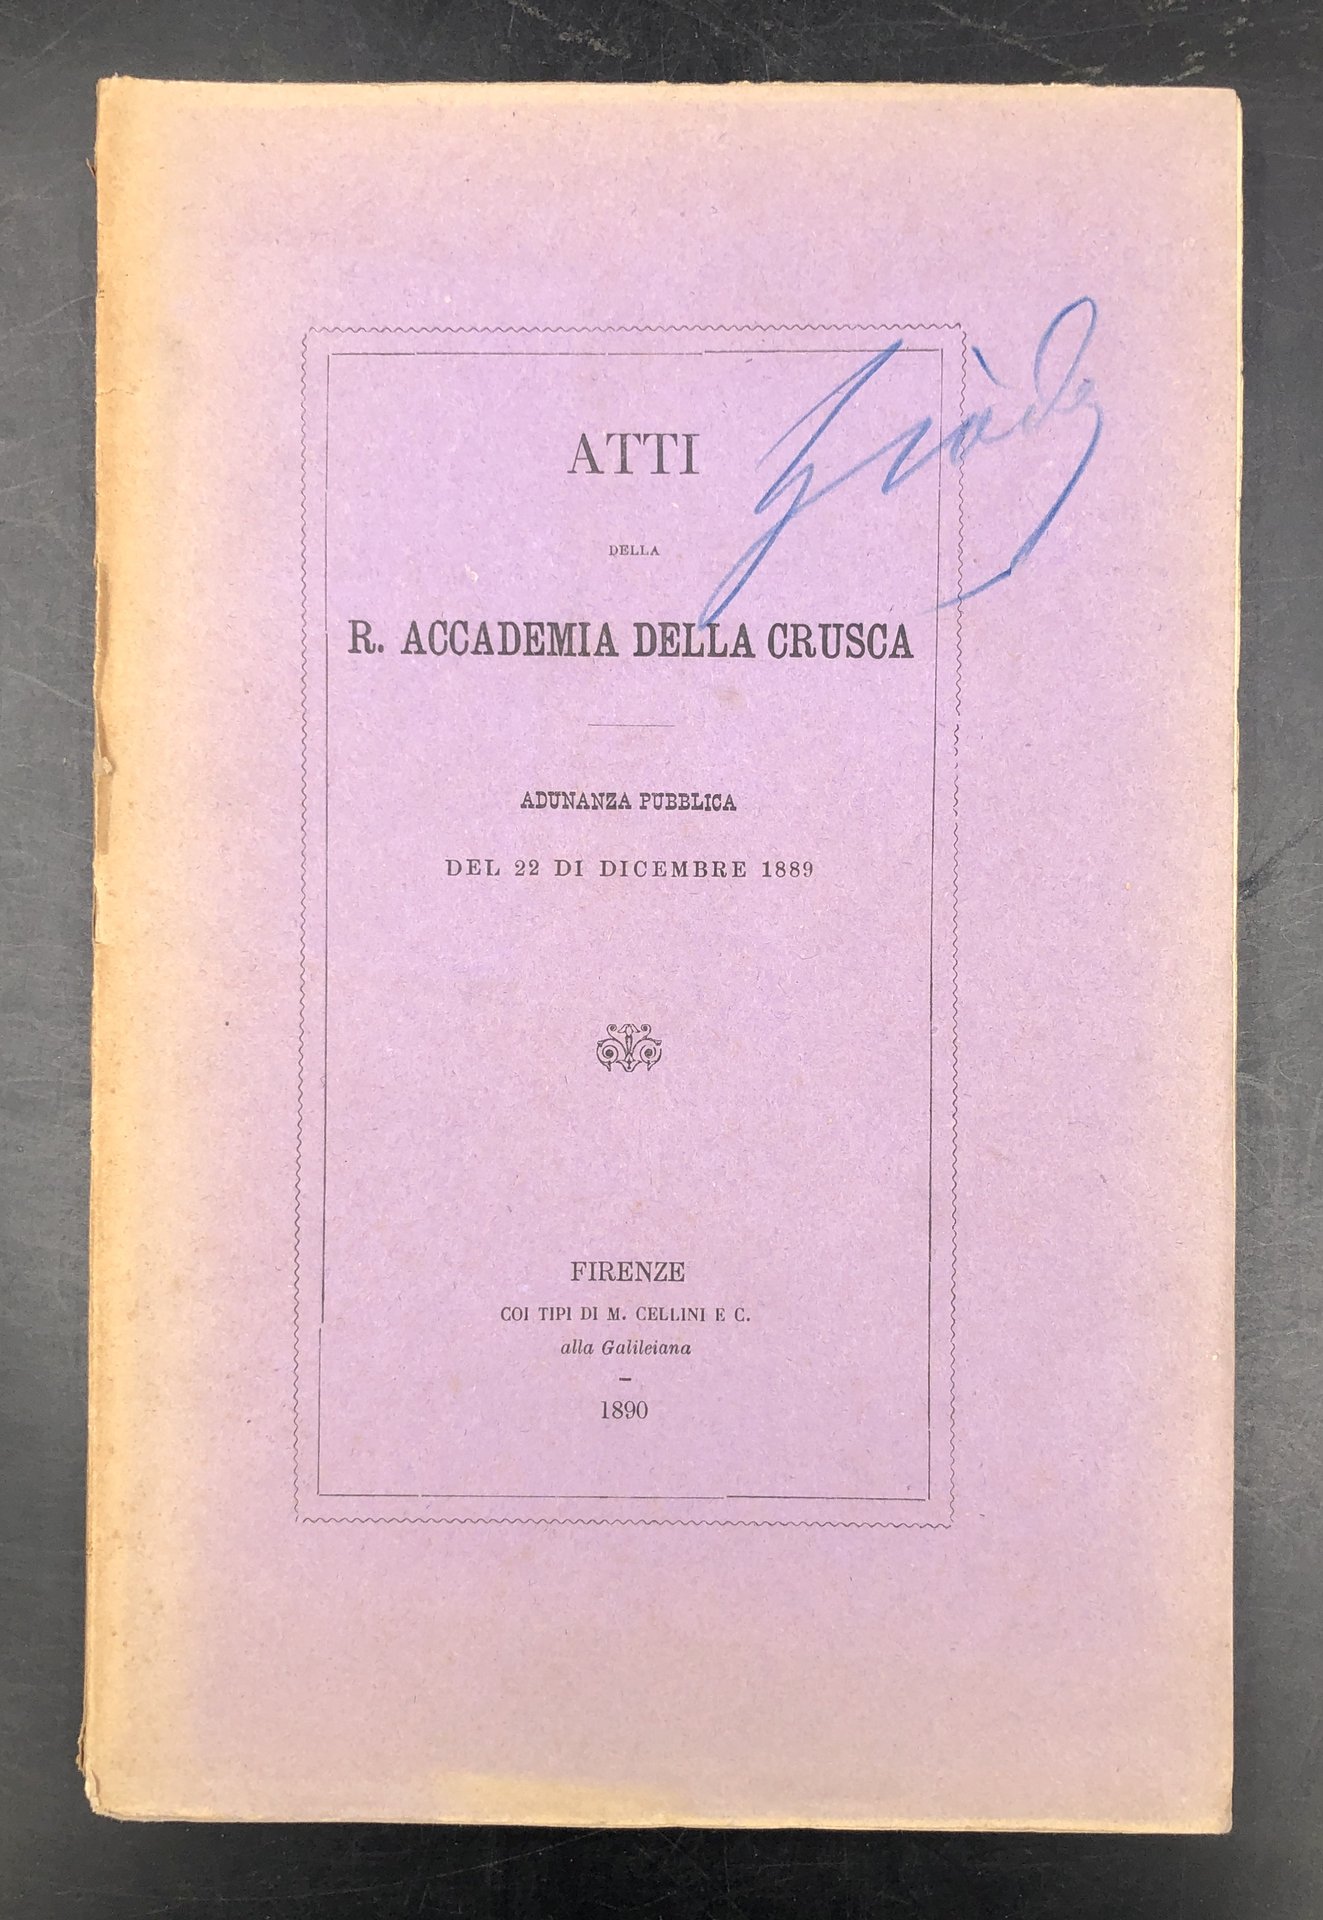 ATTI
DELLA
R. ACCADEMIA DELLA CRUSCA
ADUNANZA PUBBLICA
DEL 22 DI DICEMBRE 1889
FIRENZE
COI TIPI DI M. CELLINI E C.
alla Galileiana
1890